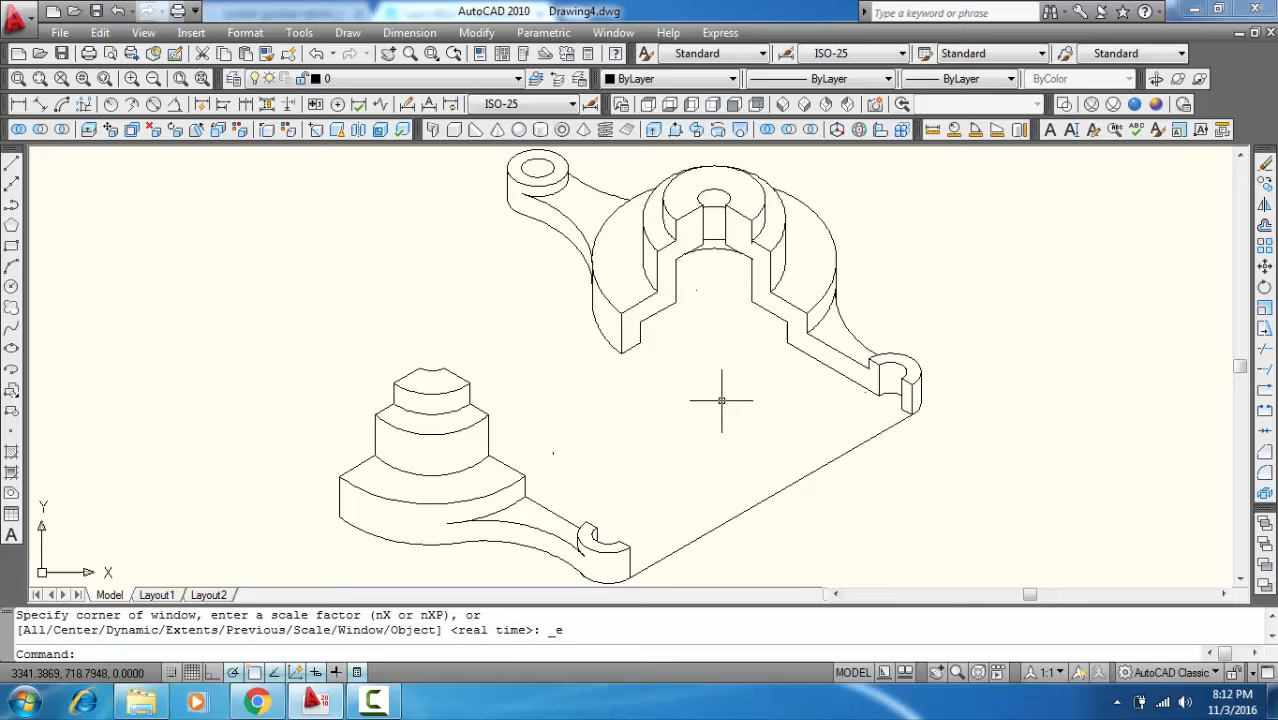 AutoCAD 2010 Drawing4.dwg
Type a keyword or phrase
File Edit View Insert Format Tools Draw Dimension Modify Parametric Window Help Express
Standard ISO-25 Standard Standard
0 ByLayer ByLayer ByLayer ByColor
ISO-25
Y
X
Model Layout1 Layout2
Specify corner of window, enter a scale factor (nX or nXP), or
[All/Center/Dynamic/Extents/Previous/Scale/Window/Object] <real time>: _e
Command:
3341.3869, 718.7948, 0.0000 MODEL 1:1 AutoCAD Classic
8:12 PM
11/3/2016